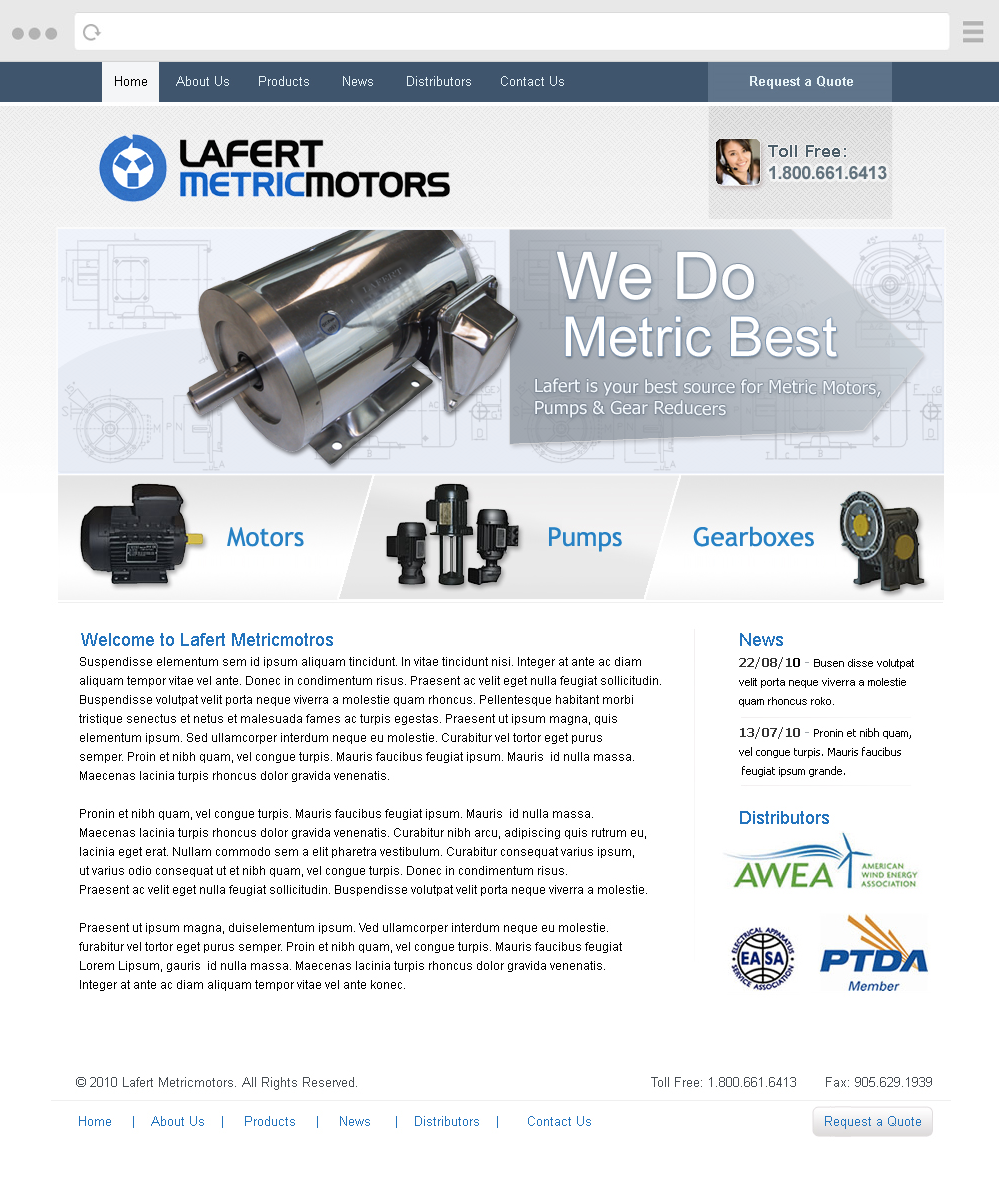 Home About Us Products News Distributors Contact Us Request a Quote
LAFERT
METRICMOTORS
Toll Free:
1.800.661.6413
We Do
Metric Best
Lafert is your best source for Metric Motors,
Pumps & Gear Reducers
Motors
Pumps
Gearboxes
Welcome to Lafert Metricmotros
Suspendisse elementum sem id ipsum aliquam tincidunt. In vitae tincidunt nisi. Integer at ante ac diam
aliquam tempor vitae vel ante. Donec in condimentum risus. Praesent ac velit eget nulla feugiat sollicitudin.
Buspendisse volutpat velit porta neque viverra a molestie quam rhoncus. Pellentesque habitant morbi
tristique senectus et netus et malesuada fames ac turpis egestas. Praesent ut ipsum magna, quis
elementum ipsum. Sed ullamcorper interdum neque eu molestie. Curabitur vel tortor eget purus
semper. Proin et nibh quam, vel congue turpis. Mauris faucibus feugiat ipsum. Mauris id nulla massa.
Maecenas lacinia turpis rhoncus dolor gravida venenatis.
Pronin et nibh quam, vel congue turpis. Mauris faucibus feugiat ipsum. Mauris id nulla massa.
Maecenas lacinia turpis rhoncus dolor gravida venenatis. Curabitur nibh arcu, adipiscing quis rutrum eu,
lacinia eget erat. Nullam commodo sem a elit pharetra vestibulum. Curabitur consequat varius ipsum,
ut varius odio consequat ut et nibh quam, vel congue turpis. Donec in condimentum risus.
Praesent ac velit eget nulla feugiat sollicitudin. Buspendisse volutpat velit porta neque viverra a molestie.
Praesent ut ipsum magna, duiselementum ipsum. Ved ullamcorper interdum neque eu molestie.
furabitur vel tortor eget purus semper. Proin et nibh quam, vel congue turpis. Mauris faucibus feugiat
Lorem Lipsum, gauris id nulla massa. Maecenas lacinia turpis rhoncus dolor gravida venenatis.
Integer at ante ac diam aliquam tempor vitae vel ante konec.
News
22/08/10 - Busen disse volutpat
velit porta neque viverra a molestie
quam rhoncus roko.
13/07/10 - Pronin et nibh quam,
vel congue turpis. Mauris faucibus
feugiat ipsum grande.
Distributors
AWEA
AMERICAN
WIND ENERGY
ASSOCIATION
ELECTRICAL APPARATUS
EASA
SERVICE ASSOCIATION
PTDA
Member
© 2010 Lafert Metricmotors. All Rights Reserved.
Toll Free: 1.800.661.6413 Fax: 905.629.1939
Home | About Us | Products | News | Distributors | Contact Us
Request a Quote